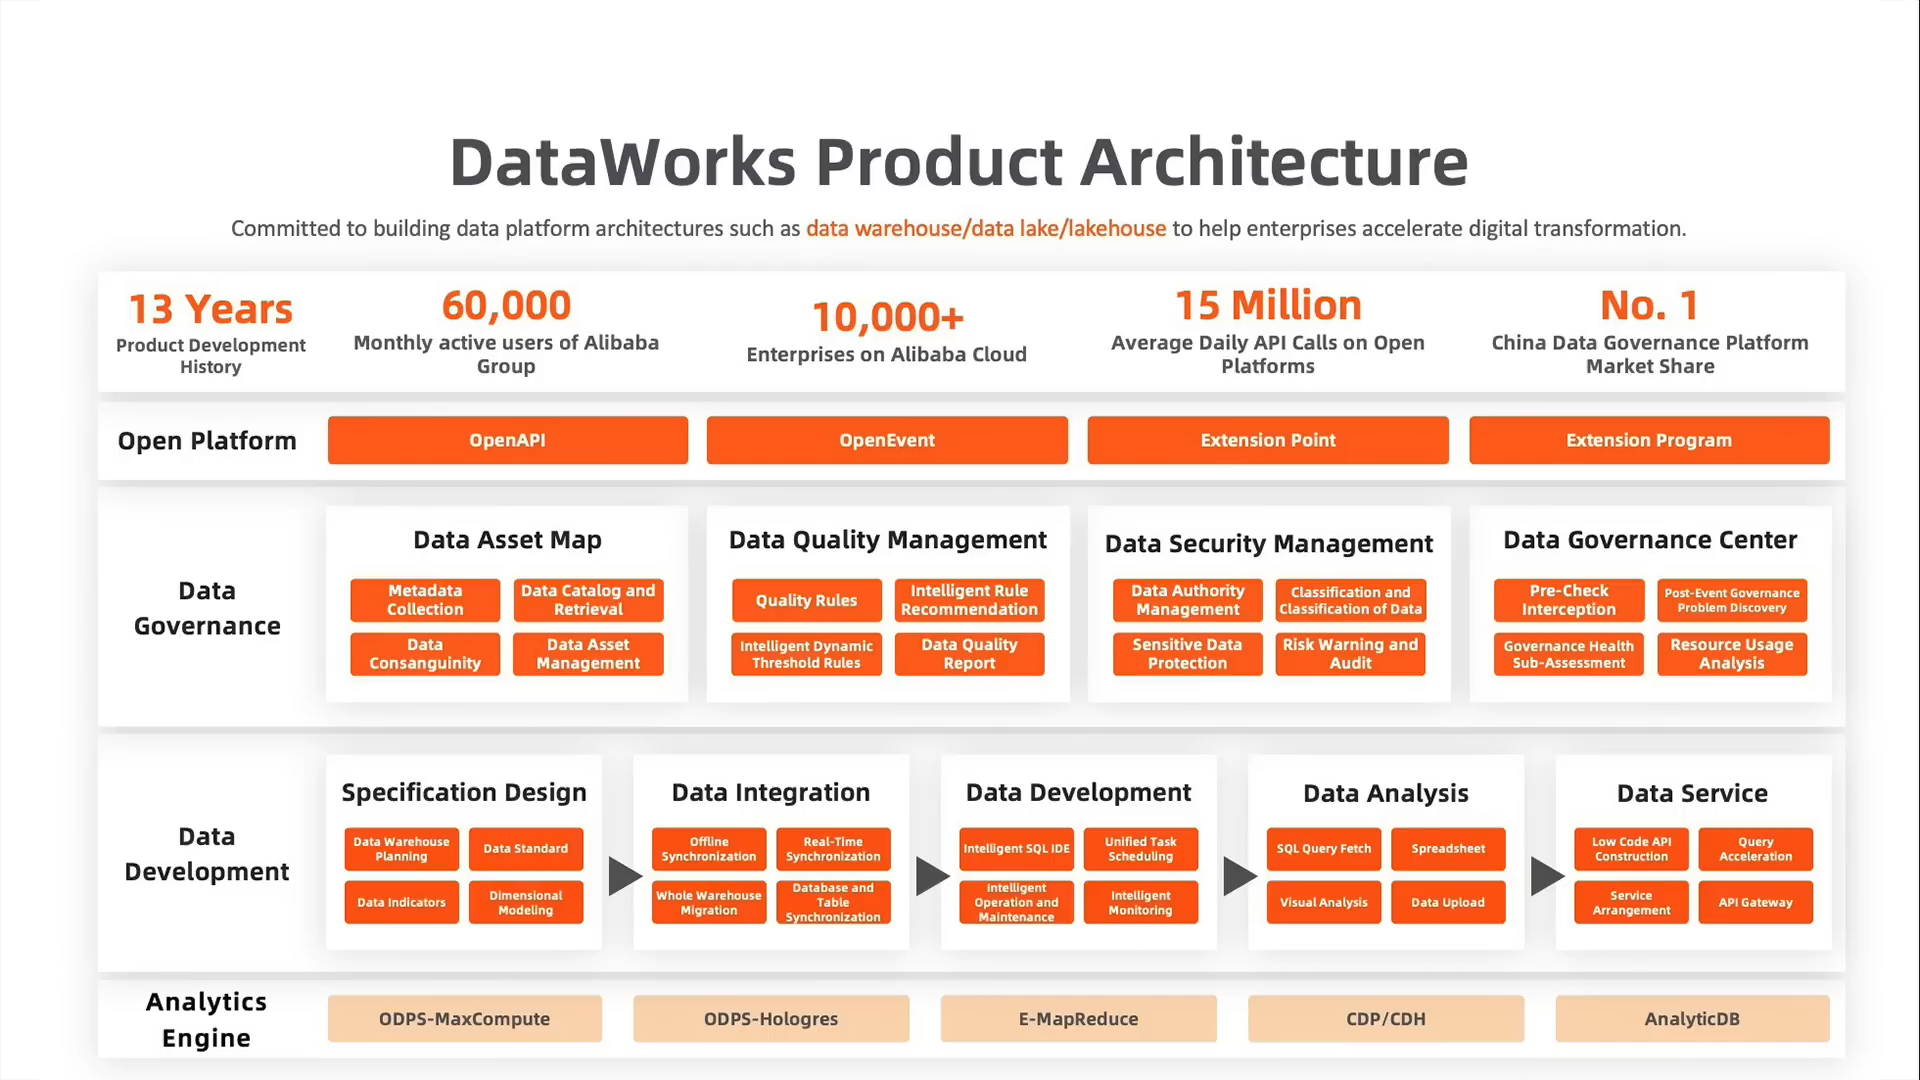 DataWorks Product Architecture
Committed to building data platform architectures such as data warehouse/data lake/lakehouse to help enterprises accelerate digital transformation.
13 Years
Product Development
History
60,000
Monthly active users of Alibaba
Group
10,000+
Enterprises on Alibaba Cloud
15 Million
Average Daily API Calls on Open
Platforms
No. 1
China Data Governance Platform
Market Share
Open Platform
OpenAPI
OpenEvent
Extension Point
Extension Program
Data
Governance
Data Asset Map
Metadata
Collection
Data Catalog and
Retrieval
Data
Consanguinity
Data Asset
Management
Data Quality Management
Quality Rules
Intelligent Rule
Recommendation
Intelligent Dynamic
Threshold Rules
Data Quality
Report
Data Security Management
Data Authority
Management
Classification and
Classification of Data
Sensitive Data
Protection
Risk Warning and
Audit
Data Governance Center
Pre-Check
Interception
Post-Event Governance
Problem Discovery
Governance Health
Sub-Assessment
Resource Usage
Analysis
Data
Development
Specification Design
Data Warehouse
Planning
Data Standard
Data Indicators
Dimensional
Modeling
Data Integration
Offline
Synchronization
Real-Time
Synchronization
Whole Warehouse
Migration
Database and
Table
Synchronization
Data Development
Intelligent SQL IDE
Unified Task
Scheduling
Intelligent
Operation and
Maintenance
Intelligent
Monitoring
Data Analysis
SQL Query Fetch
Spreadsheet
Visual Analysis
Data Upload
Data Service
Low Code API
Construction
Query
Acceleration
Service
Arrangement
API Gateway
Analytics
Engine
ODPS-MaxCompute
ODPS-Hologres
E-MapReduce
CDP/CDH
AnalyticDB